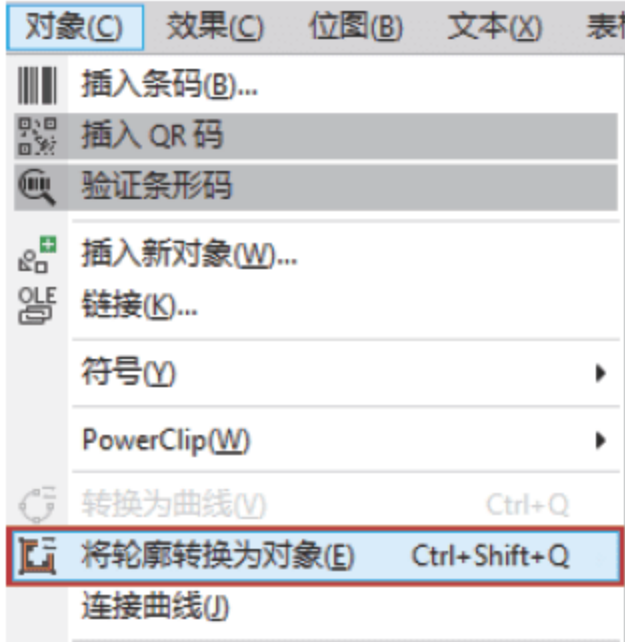 对象(C) 效果(C) 位图(B) 文本(X)
插入条码(B)...
插入 QR 码
验证条形码
插入新对象(W)...
OLE 链接(K)...
符号(Y)
PowerClip(W)
转换为曲线(V) Ctrl+Q
将轮廓转换为对象(E) Ctrl+Shift+Q
连接曲线(J)